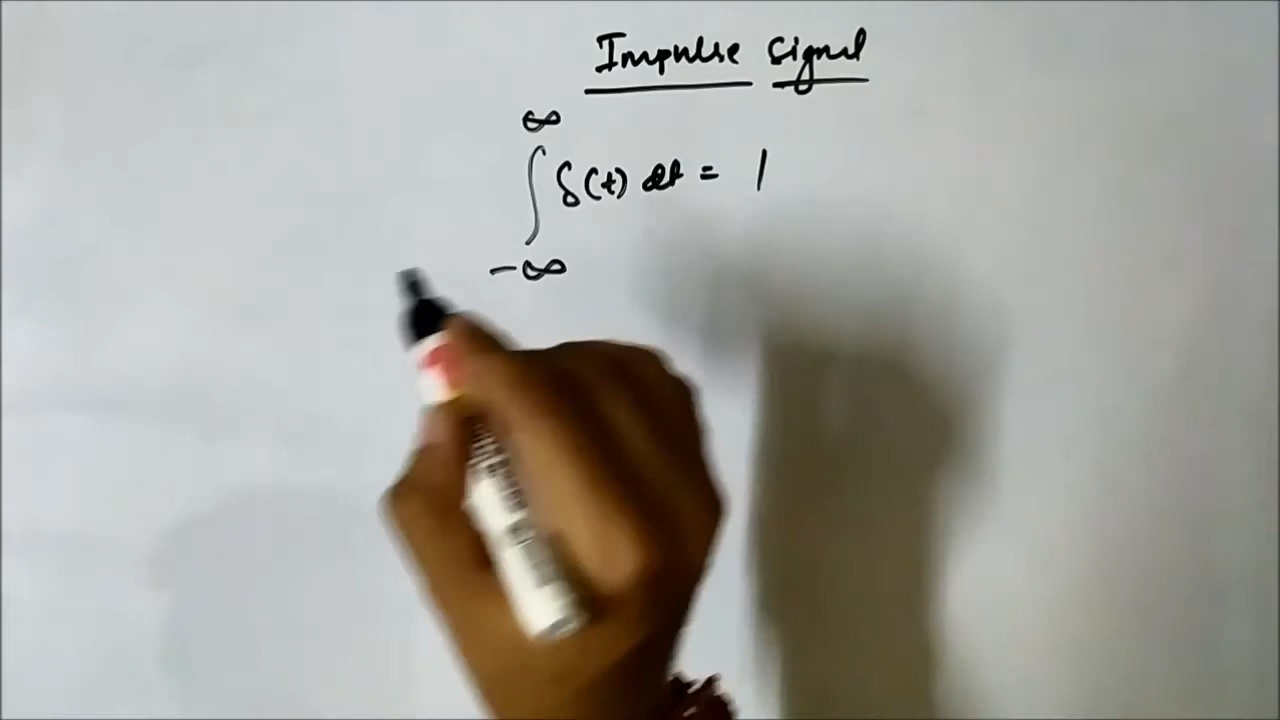 Impulse Signal
∞
∫ δ(t) dt = 1
-∞